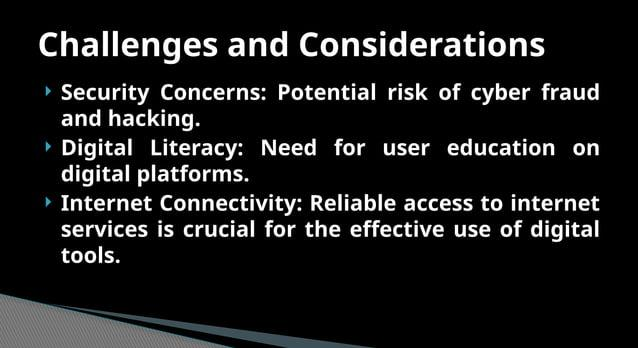 Challenges and Considerations
Security Concerns: Potential risk of cyber fraud
and hacking.
Digital Literacy: Need for user education on
digital platforms.
Internet Connectivity: Reliable access to internet
services is crucial for the effective use of digital
tools.